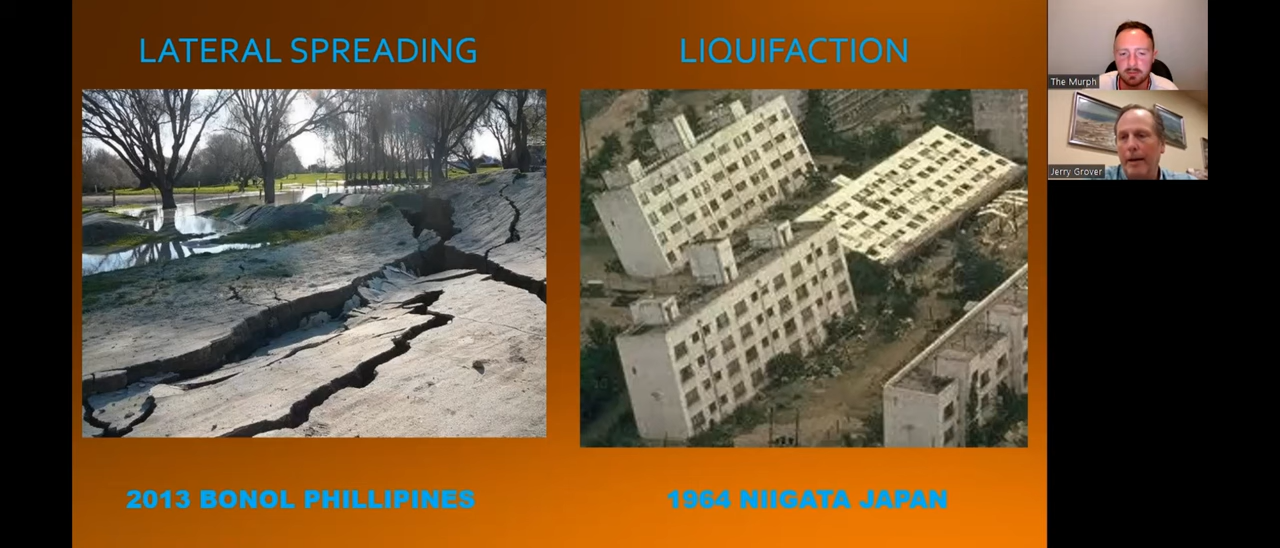 LATERAL SPREADING
LIQUIFACTION
2013 BONOL PHILLIPINES
1964 NIIGATA JAPAN
The Murph
Jerry Grover